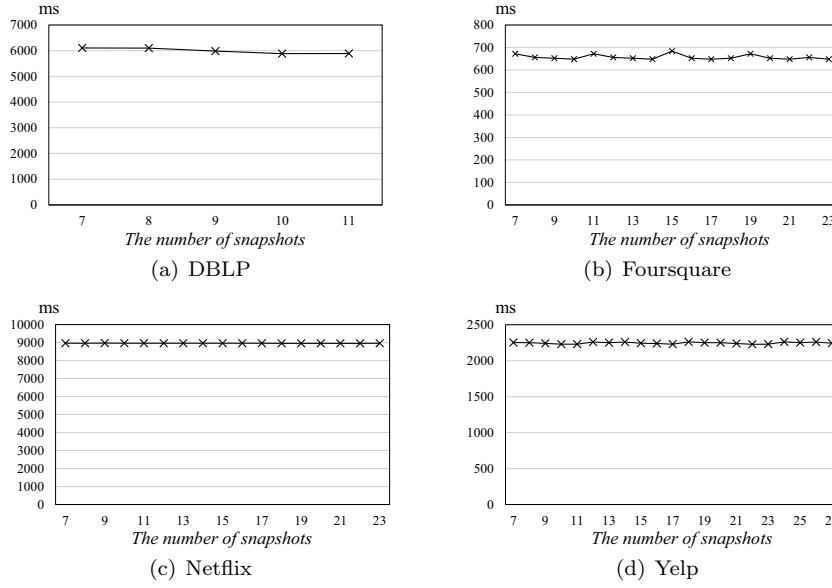 ms
7000
6000
5000
4000
3000
2000
1000
0
7 8 9 10 11
The number of snapshots
(a) DBLP
ms
800
700
600
500
400
300
200
100
0
7 9 11 13 15 17 19 21 23
The number of snapshots
(b) Foursquare
ms
10000
9000
8000
7000
6000
5000
4000
3000
2000
1000
0
7 9 11 13 15 17 19 21 23
The number of snapshots
(c) Netflix
ms
2500
2000
1500
1000
500
0
7 9 11 13 15 17 19 21 23 25
The number of snapshots
(d) Yelp